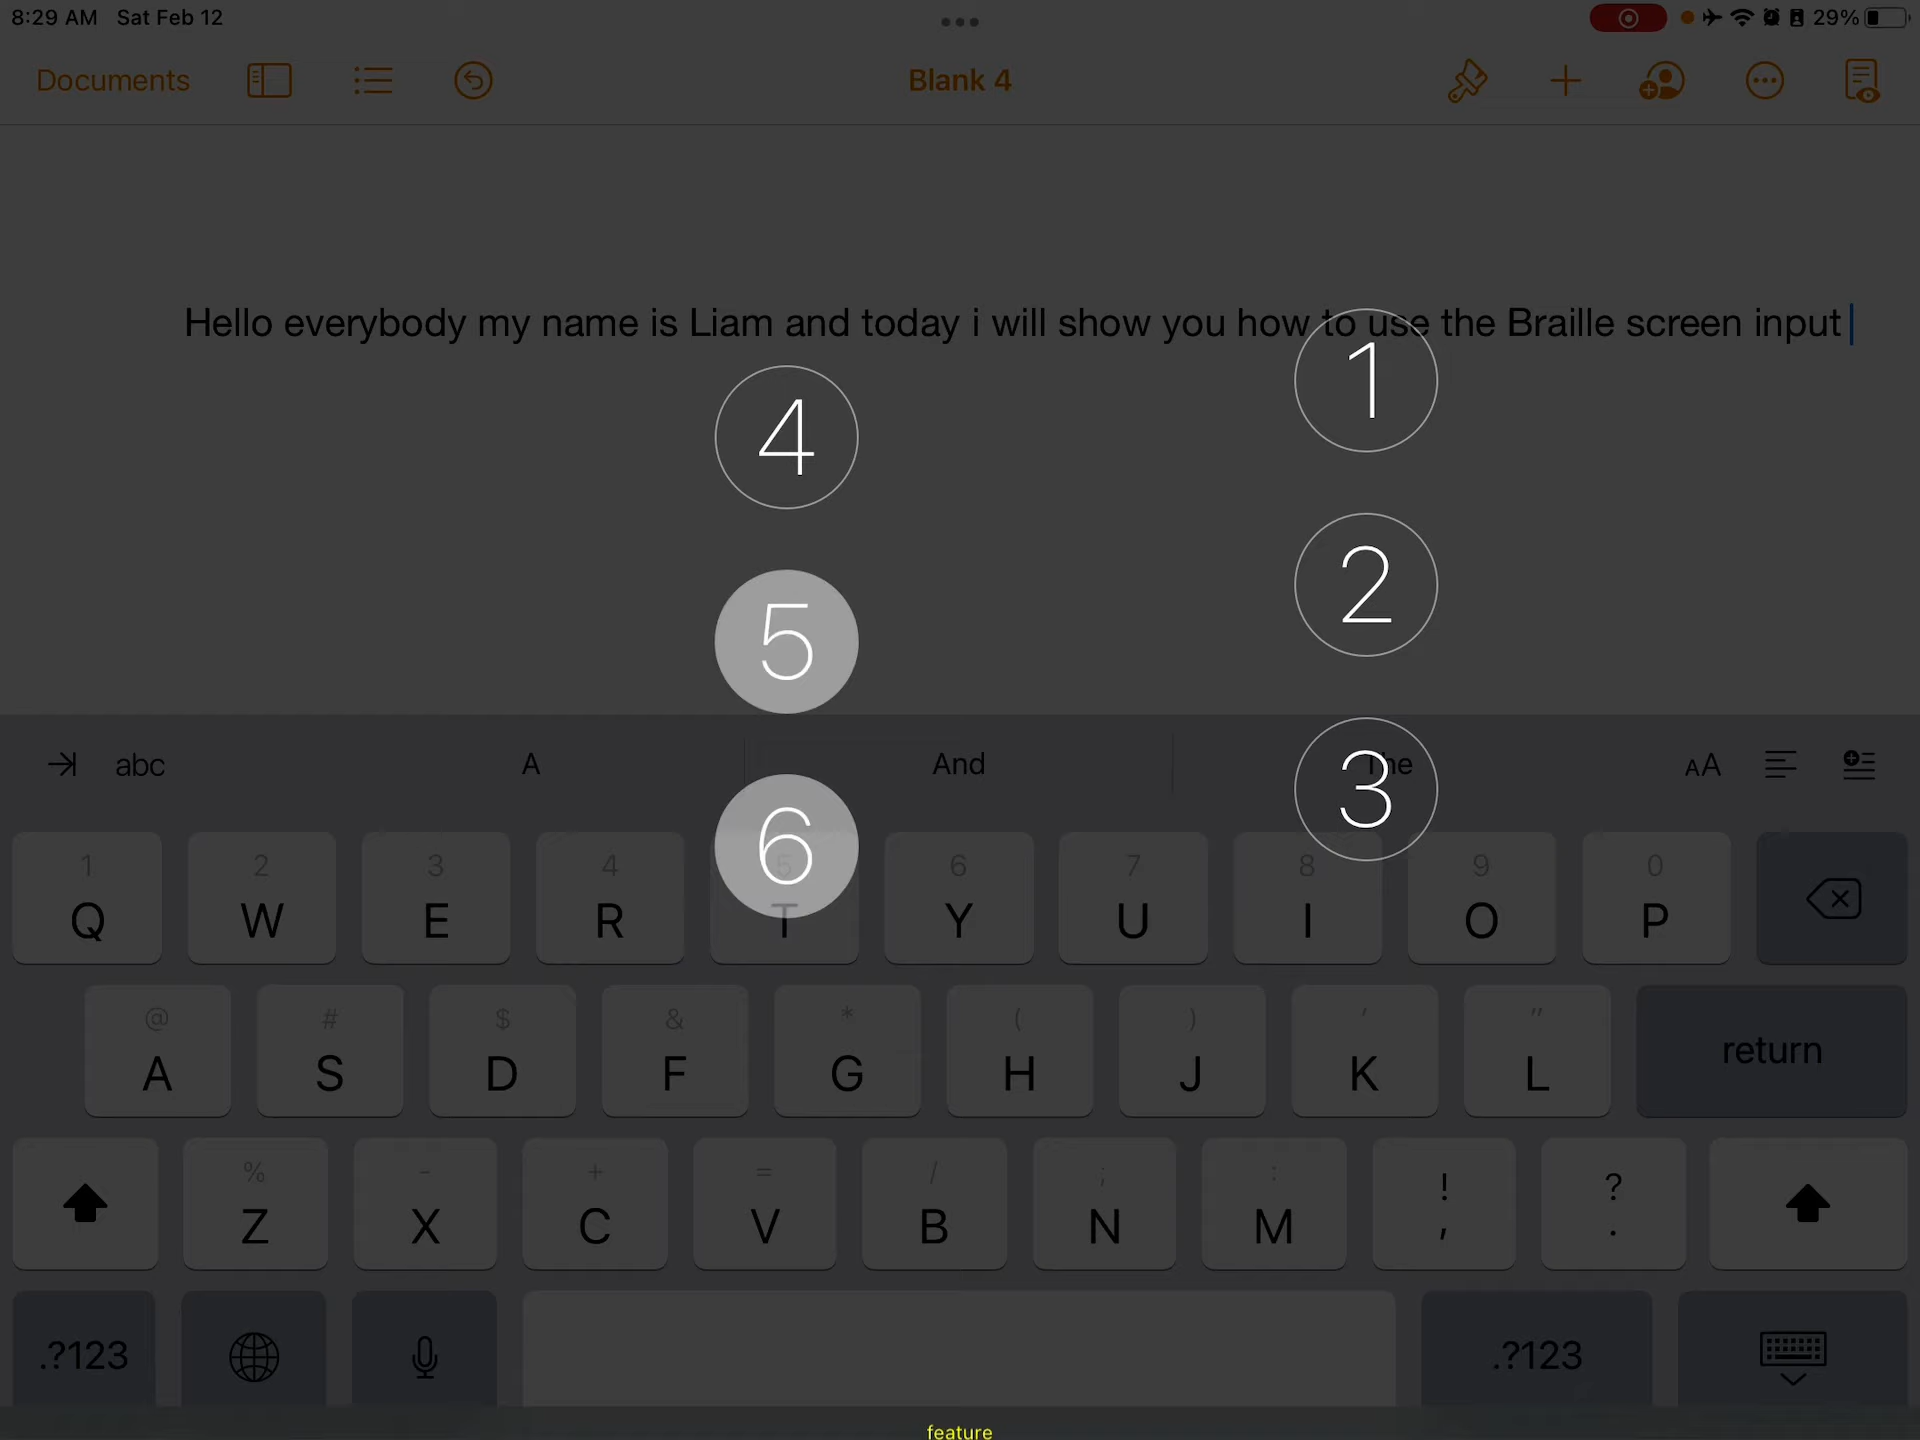 8:29 AM Sat Feb 12
29%
Documents
Blank 4
Hello everybody my name is Liam and today i will show you how to use the Braille screen input
4
1
5
2
6
3
abc
A
And
The
AA
1 2 3 4 5 6 7 8 9 0
Q W E R T Y U I O P
@ # $ & * ( ) ' "
A S D F G H J K L return
% - + = / ; : ! ?
Z X C V B N M , .
.?123
.?123
feature